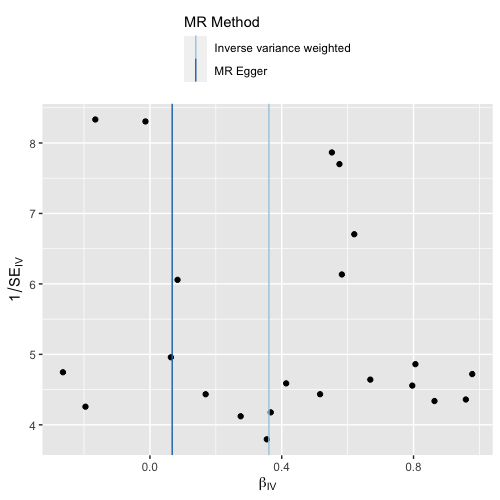 MR Method
Inverse variance weighted
MR Egger
8
7
6
5
4
1/SE_IV
0.0 0.4 0.8
β_IV